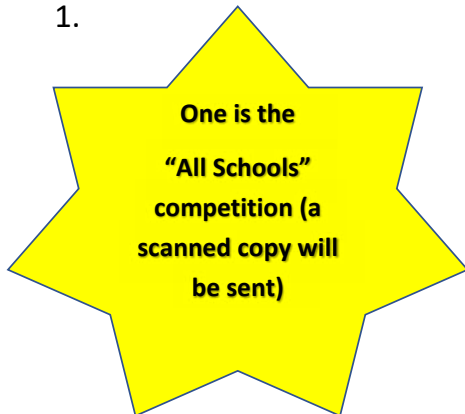 1.
One is the
“All Schools”
competition (a
scanned copy will
be sent)